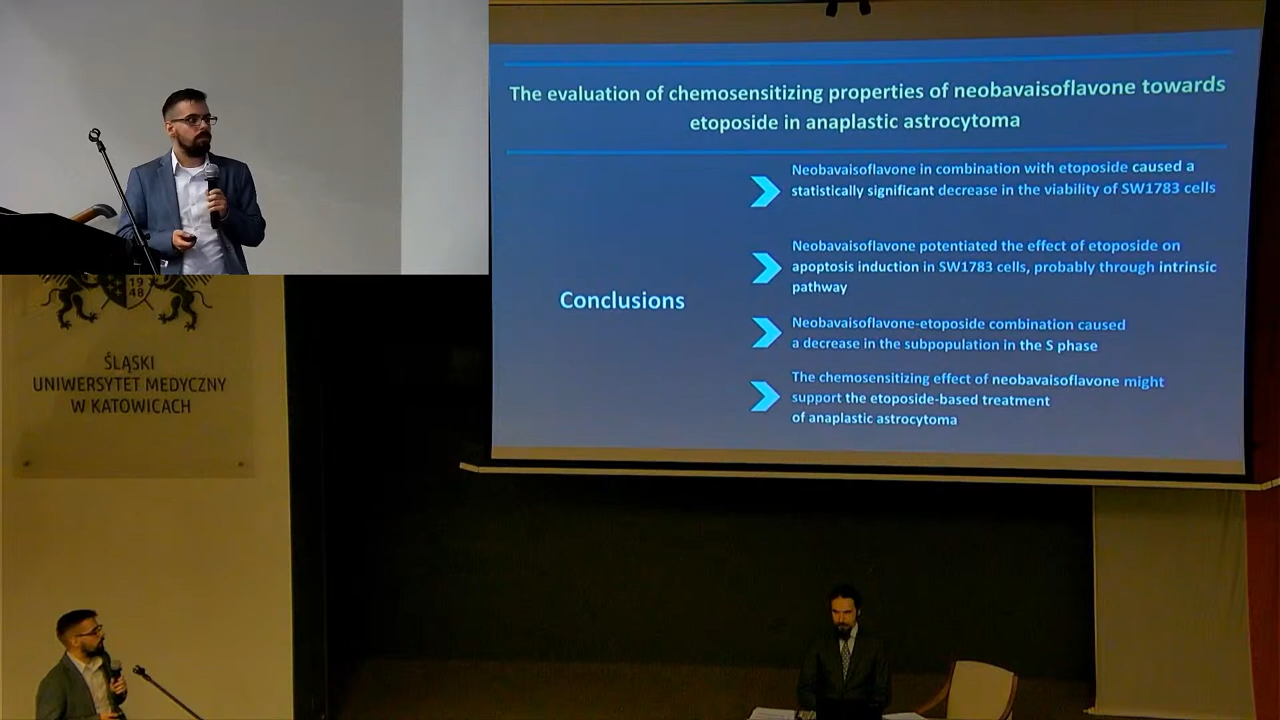 The evaluation of chemosensitizing properties of neobavaisoflavone towards
etoposide in anaplastic astrocytoma
Conclusions
Neobavaisoflavone in combination with etoposide caused a
statistically significant decrease in the viability of SW1783 cells
Neobavaisoflavone potentiated the effect of etoposide on
apoptosis induction in SW1783 cells, probably through intrinsic
pathway
Neobavaisoflavone-etoposide combination caused
a decrease in the subpopulation in the S phase
The chemosensitizing effect of neobavaisoflavone might
support the etoposide-based treatment
of anaplastic astrocytoma
19
48
ŚLĄSKI
UNIWERSYTET MEDYCZNY
W KATOWICACH